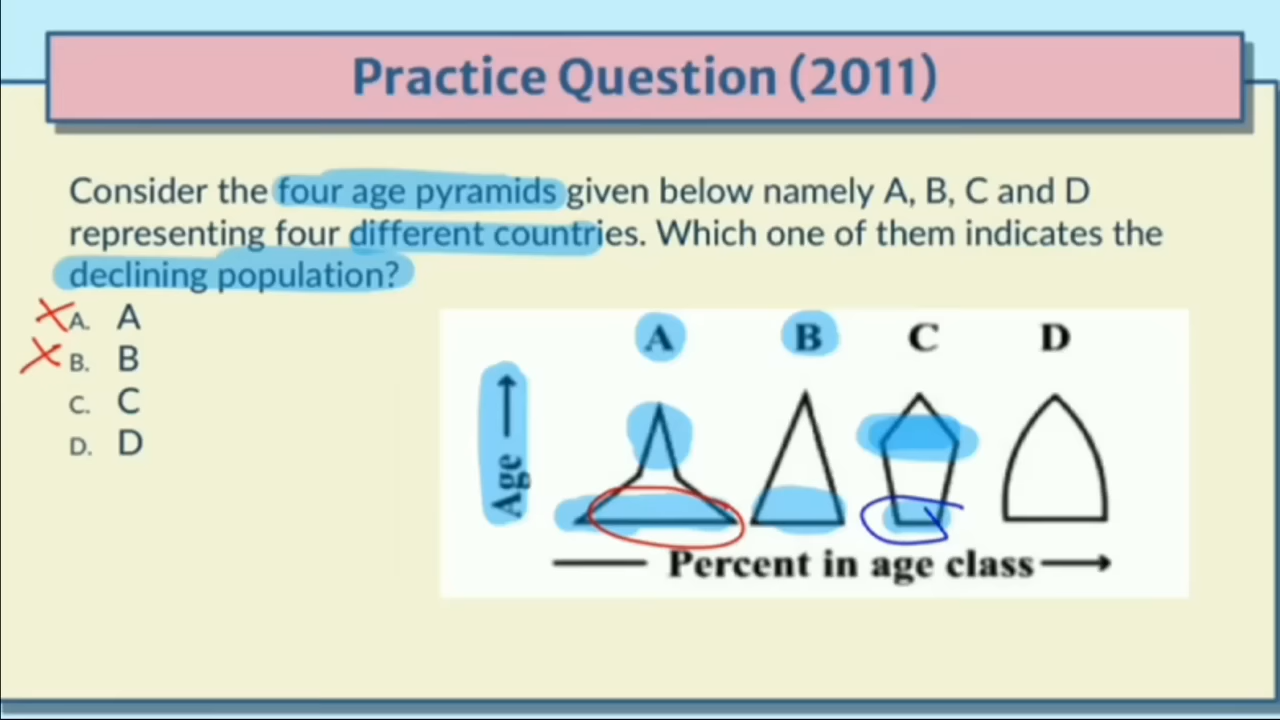 Practice Question (2011)
Consider the four age pyramids given below namely A, B, C and D
representing four different countries. Which one of them indicates the
declining population?
A. A
B. B
C. C
D. D
A B C D
Age
Percent in age class